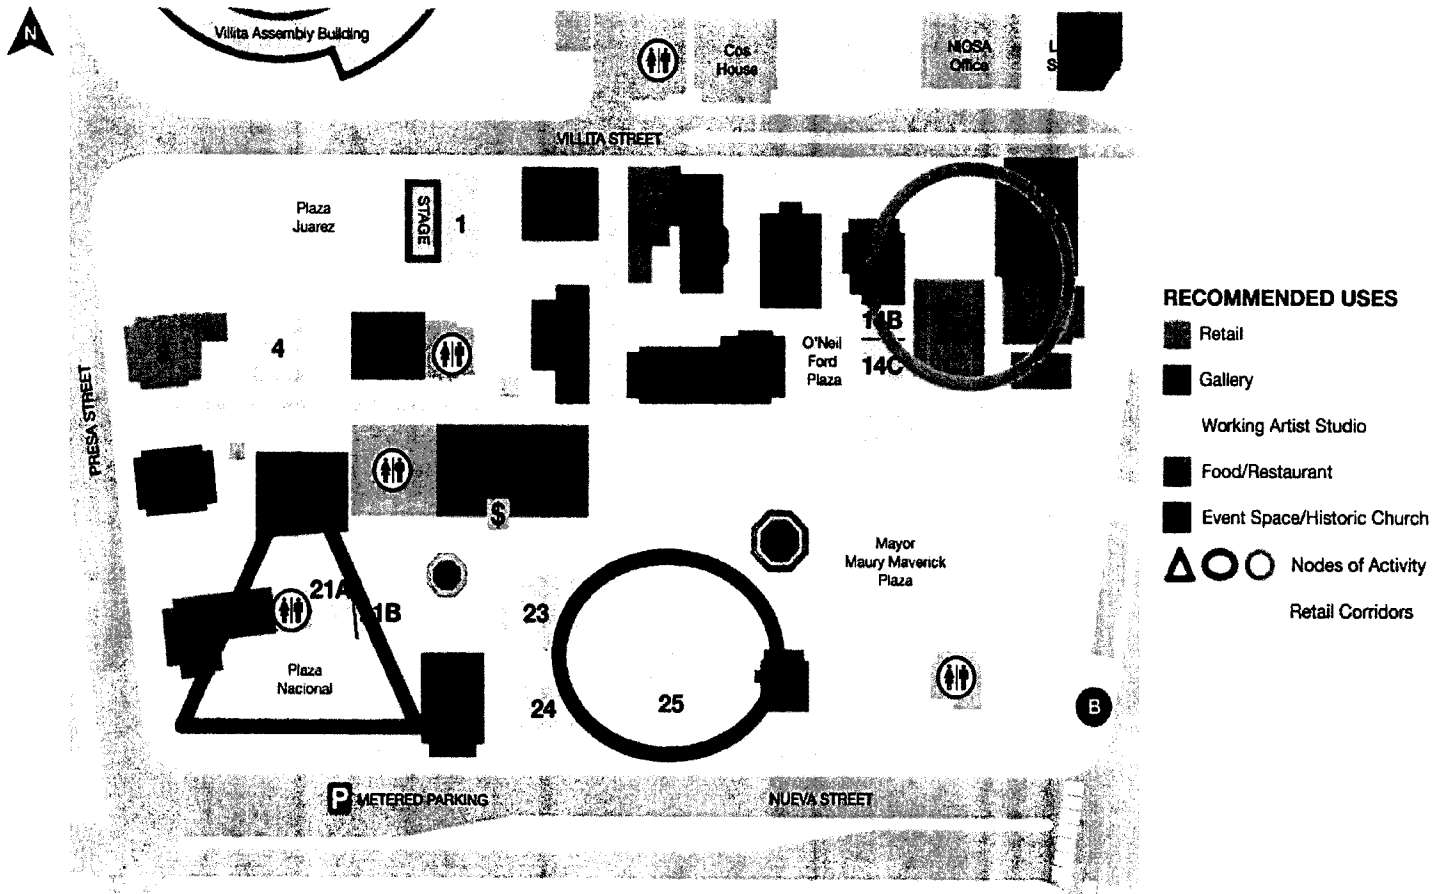 N
Villita Assembly Building
Cos
House
NIOSA
Office
L
S
VILLITA STREET
Plaza
Juarez
STAGE
1
4
O'Neil
Ford
Plaza
14B
14C
PRESA STREET
$
Mayor
Maury Maverick
Plaza
21A
23
Plaza
Nacional
24
25
B
P METERED PARKING
NUEVA STREET
RECOMMENDED USES
Retail
Gallery
Working Artist Studio
Food/Restaurant
Event Space/Historic Church
Nodes of Activity
Retail Corridors